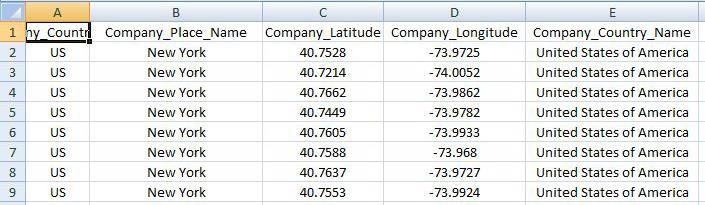 A B C D E
1 ny_Countr Company_Place_Name Company_Latitude Company_Longitude Company_Country_Name
2 US New York 40.7528 -73.9725 United States of America
3 US New York 40.7214 -74.0052 United States of America
4 US New York 40.7662 -73.9862 United States of America
5 US New York 40.7449 -73.9782 United States of America
6 US New York 40.7605 -73.9933 United States of America
7 US New York 40.7588 -73.968 United States of America
8 US New York 40.7637 -73.9727 United States of America
9 US New York 40.7553 -73.9924 United States of America